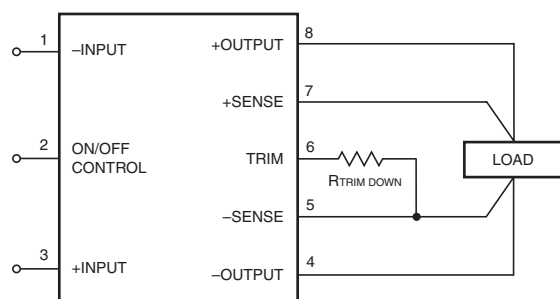 1
–INPUT
+OUTPUT
8
+SENSE
7
2
ON/OFF
CONTROL
TRIM
6
RTRIM DOWN
LOAD
–SENSE
5
3
+INPUT
–OUTPUT
4